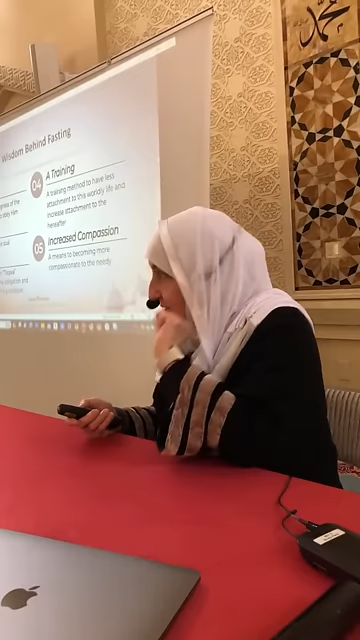 Wisdom Behind Fasting
04
A Training
A training method to have less
attachment to this worldly life and
increase attachment to the
hereafter
05
Increased Compassion
A means to becoming more
compassionate to the needy
محمد